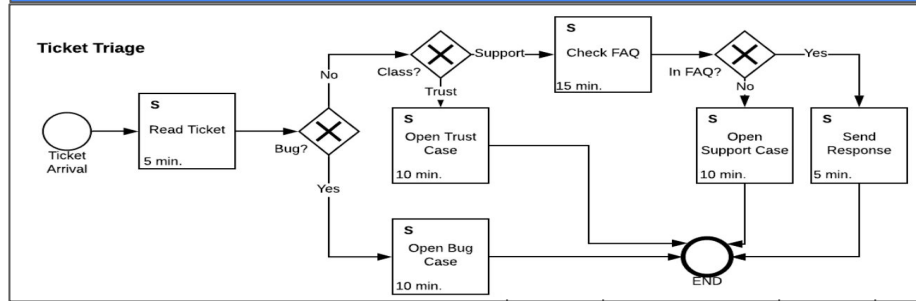 Ticket Triage
Ticket
Arrival
S
Read Ticket
5 min.
Bug?
No
Yes
Class?
Support
Trust
S
Check FAQ
15 min.
In FAQ?
Yes
No
S
Open Trust
Case
10 min.
S
Open
Support Case
10 min.
S
Send
Response
5 min.
S
Open Bug
Case
10 min.
END